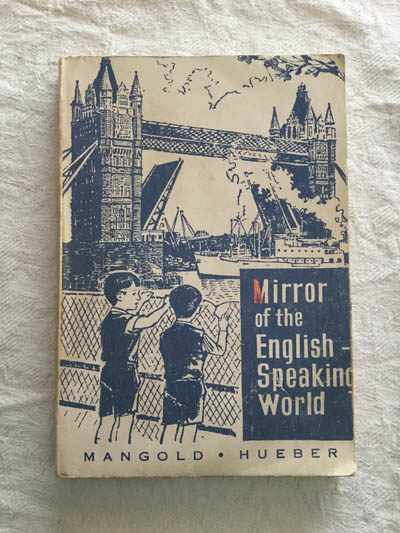 Mirror
of the
English-
Speaking
World
MANGOLD • HUEBER